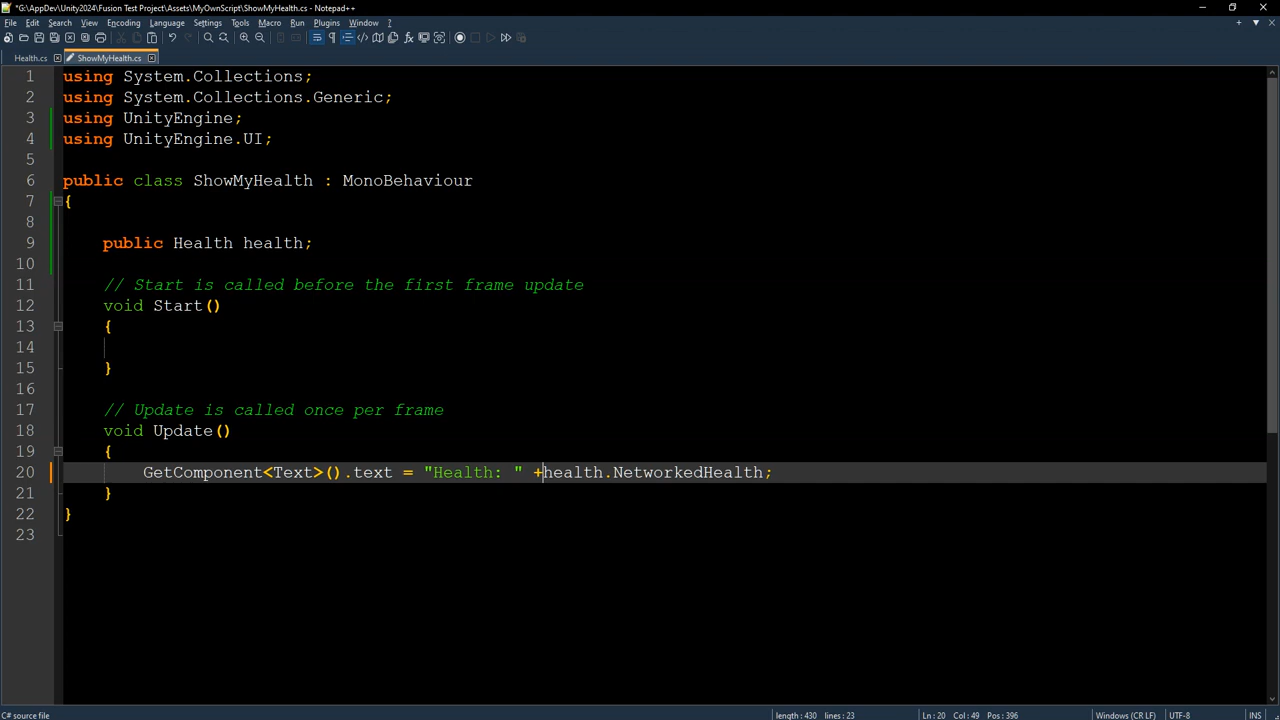 *G:\AppDev\Unity2024\Fusion Test Project\Assets\MyOwnScript\ShowMyHealth.cs - Notepad++
File Edit Search View Encoding Language Settings Tools Macro Run Plugins Window ?
Health.cs ShowMyHealth.cs
1 using System.Collections;
2 using System.Collections.Generic;
3 using UnityEngine;
4 using UnityEngine.UI;
5
6 public class ShowMyHealth : MonoBehaviour
7 {
8
9 public Health health;
10
11 // Start is called before the first frame update
12 void Start()
13 {
14
15 }
16
17 // Update is called once per frame
18 void Update()
19 {
20 GetComponent<Text>().text = "Health: " +health.NetworkedHealth;
21 }
22 }
23
C# source file length : 430 lines : 23 Ln : 20 Col : 49 Pos : 396 Windows (CR LF) UTF-8 INS